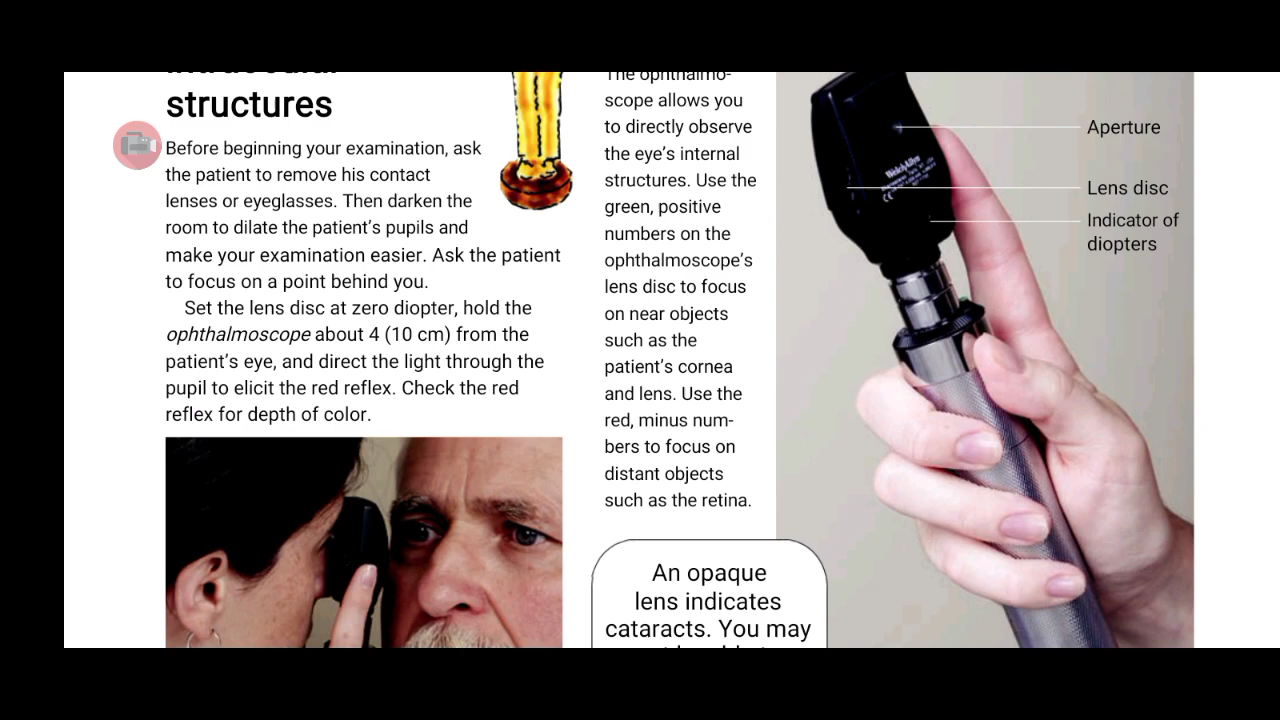 structures
Before beginning your examination, ask
the patient to remove his contact
lenses or eyeglasses. Then darken the
room to dilate the patient's pupils and
make your examination easier. Ask the patient
to focus on a point behind you.
Set the lens disc at zero diopter, hold the
ophthalmoscope about 4 (10 cm) from the
patient's eye, and direct the light through the
pupil to elicit the red reflex. Check the red
reflex for depth of color.
The ophthalmo-
scope allows you
to directly observe
the eye's internal
structures. Use the
green, positive
numbers on the
ophthalmoscope's
lens disc to focus
on near objects
such as the
patient's cornea
and lens. Use the
red, minus num-
bers to focus on
distant objects
such as the retina.
An opaque
lens indicates
cataracts. You may
Aperture
Lens disc
Indicator of
diopters
WelchAllyn